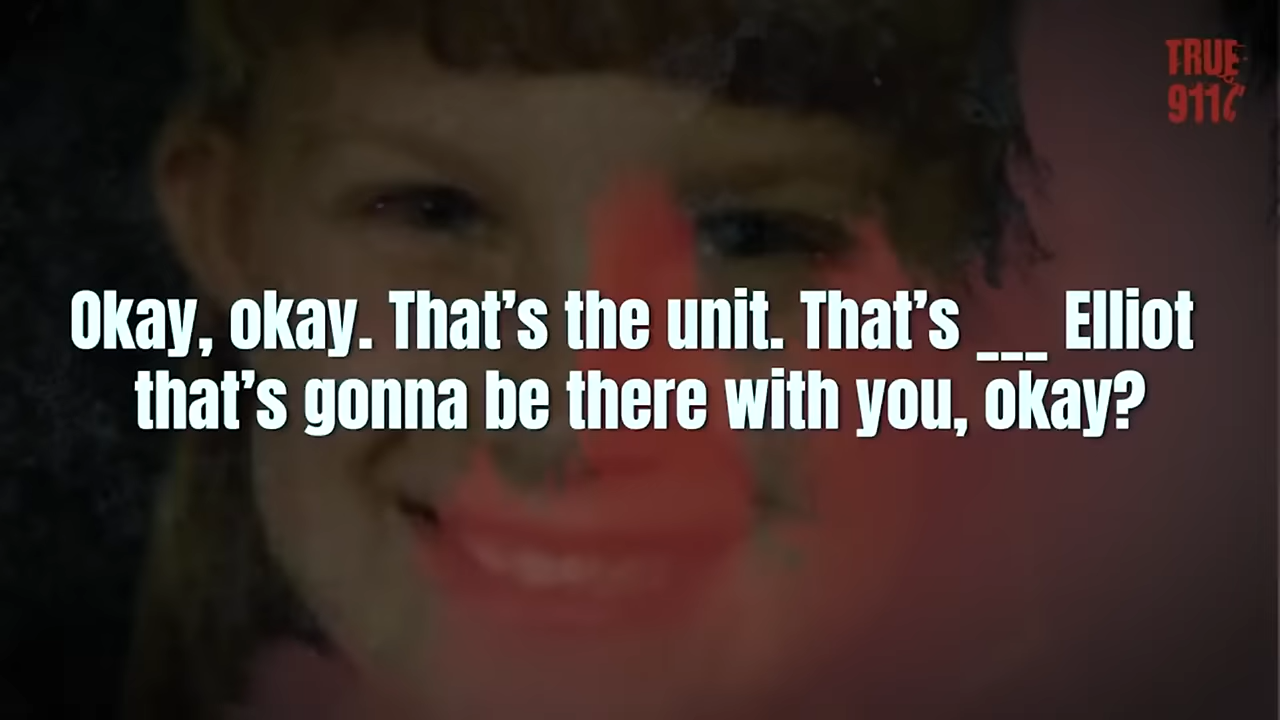 TRUE
911
Okay, okay. That’s the unit. That’s ___ Elliot
that’s gonna be there with you, okay?